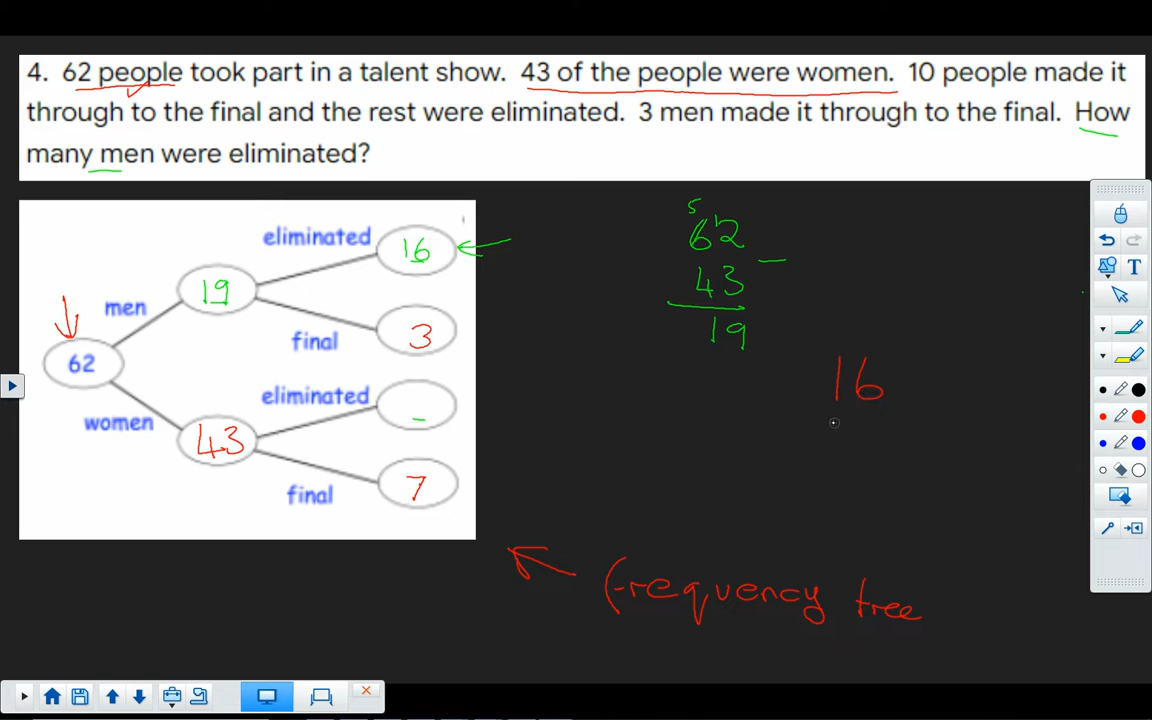 4. 62 people took part in a talent show. 43 of the people were women. 10 people made it
through to the final and the rest were eliminated. 3 men made it through to the final. How
many men were eliminated?
eliminated
16
men
19
final
3
62
women
43
eliminated
-
final
7
5
6 12
43 -
19
16
frequency tree
T